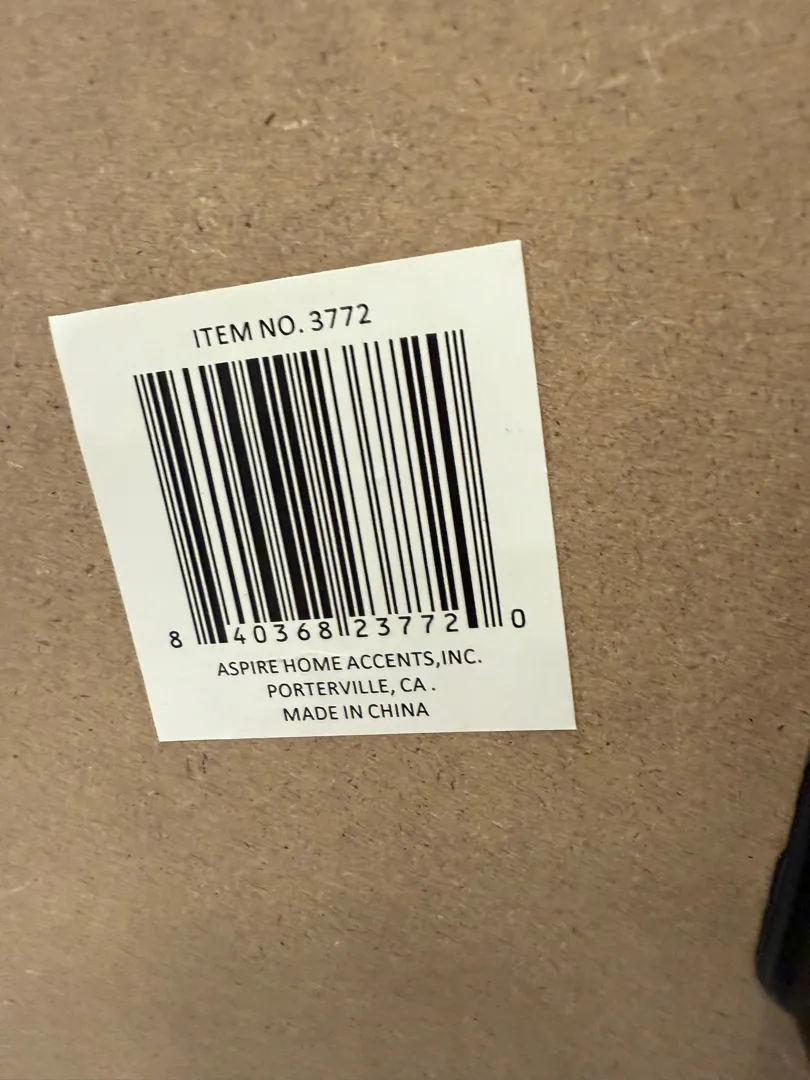 ITEM NO. 3772
8 40368 23772 0
ASPIRE HOME ACCENTS,INC.
PORTERVILLE, CA .
MADE IN CHINA